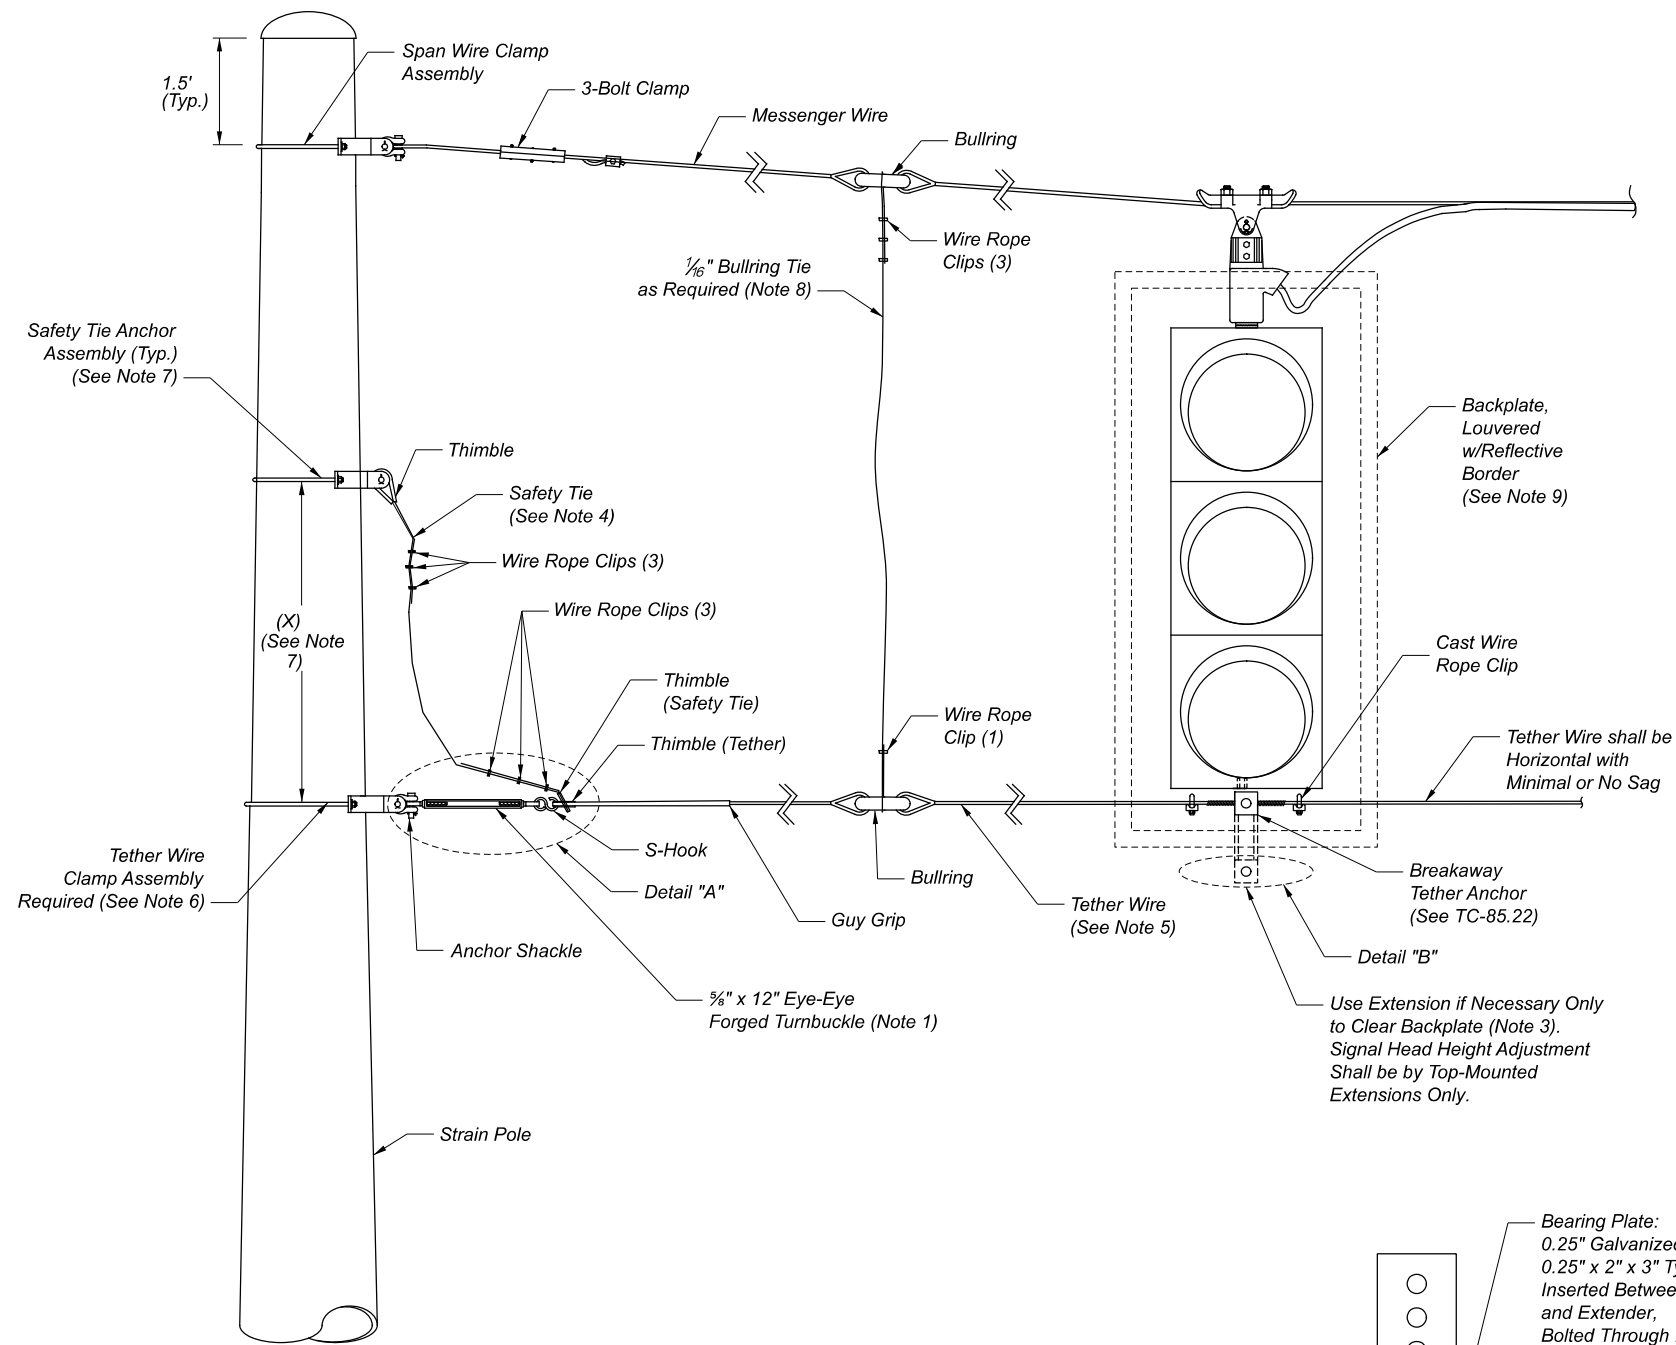 Span Wire Clamp
Assembly
1.5'
(Typ.)
3-Bolt Clamp
Messenger Wire
Bullring
Wire Rope
Clips (3)
1/16" Bullring Tie
as Required (Note 8)
Safety Tie Anchor
Assembly (Typ.)
(See Note 7)
Thimble
Safety Tie
(See Note 4)
Wire Rope Clips (3)
Wire Rope Clips (3)
(X)
(See Note
7)
Thimble
(Safety Tie)
Thimble (Tether)
Wire Rope
Clip (1)
Backplate,
Louvered
w/Reflective
Border
(See Note 9)
Cast Wire
Rope Clip
Tether Wire shall be
Horizontal with
Minimal or No Sag
Tether Wire
Clamp Assembly
Required (See Note 6)
S-Hook
Detail "A"
Guy Grip
Bullring
Tether Wire
(See Note 5)
Breakaway
Tether Anchor
(See TC-85.22)
Detail "B"
Anchor Shackle
5/8" x 12" Eye-Eye
Forged Turnbuckle (Note 1)
Use Extension if Necessary Only
to Clear Backplate (Note 3).
Signal Head Height Adjustment
Shall be by Top-Mounted
Extensions Only.
Strain Pole
Bearing Plate:
0.25" Galvanized
0.25" x 2" x 3"
Inserted
and Extender,
Bolted Through